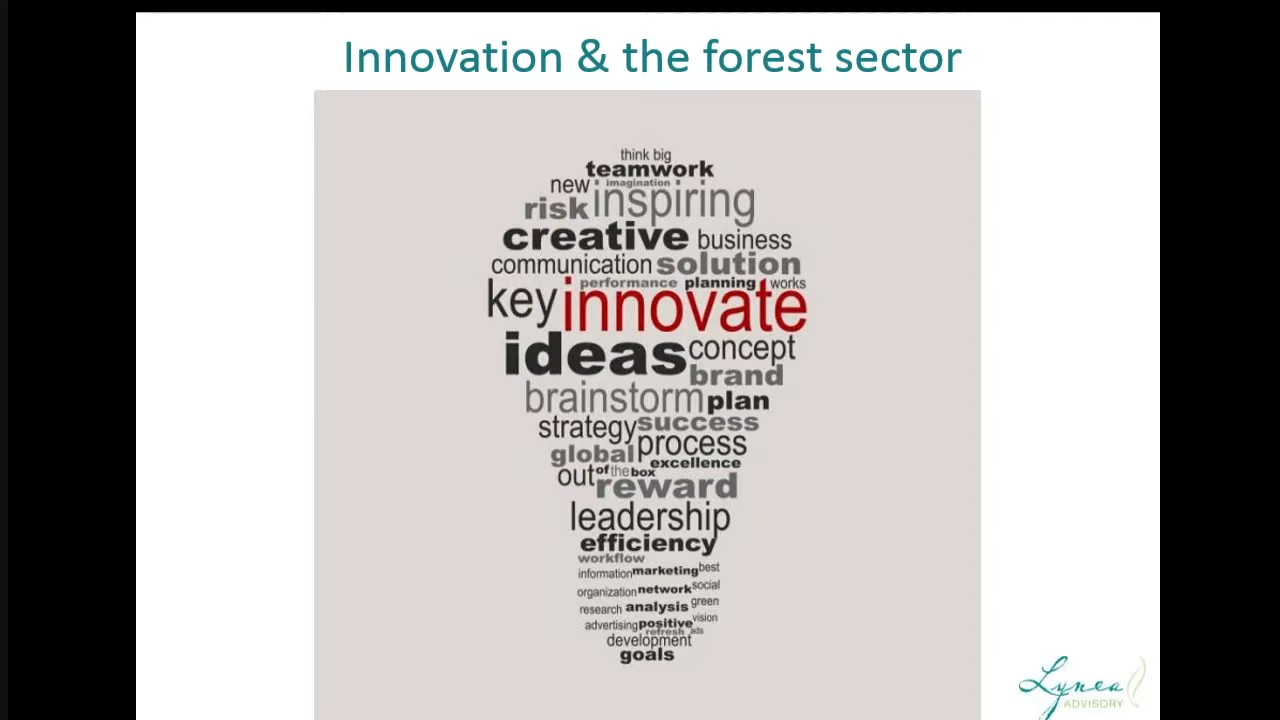 Innovation & the forest sector
think big
teamwork
new imagination
risk inspiring
creative business
communication solution
performance planning works
key innovate
ideas concept
brand
brainstorm plan
strategy success
global process
excellence
out of the box
reward
leadership
efficiency
workflow
information marketing best
organization network social
research analysis green
advertising positive vision
refresh ads
development
goals
Lynea
ADVISORY